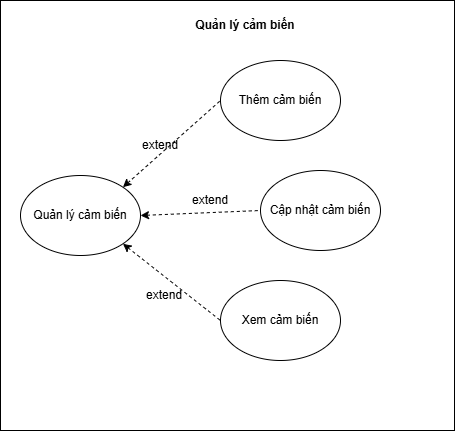 Quản lý cảm biến
Thêm cảm biến
extend
Quản lý cảm biến
extend
Cập nhật cảm biến
extend
Xem cảm biến